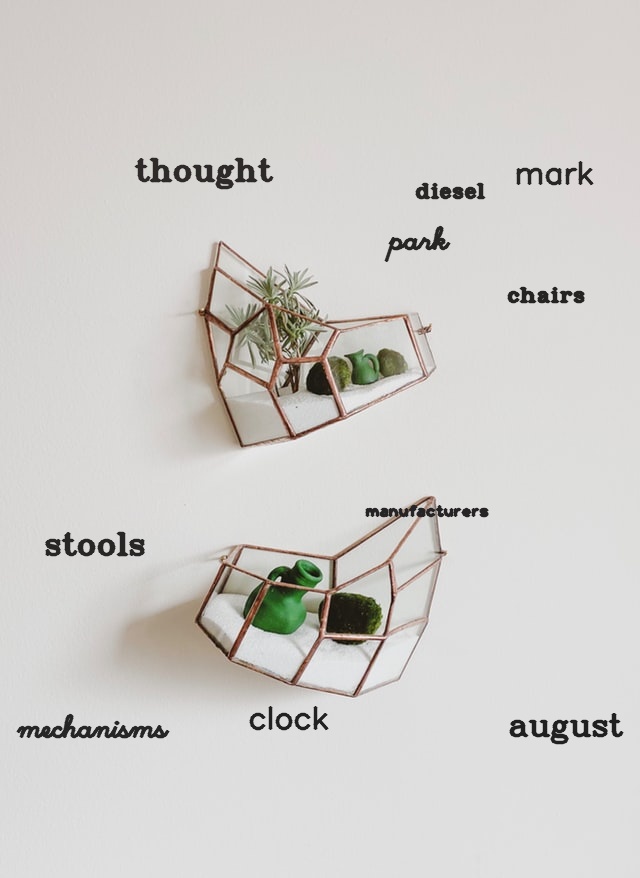 thought
mark
diesel
park
chairs
manufacturers
stools
clock
august
mechanisms